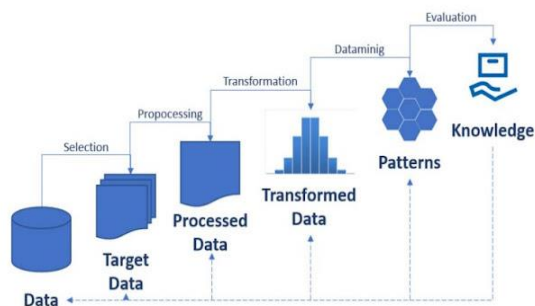 Evaluation
Dataminig
Transformation
Propocessing
Selection
Knowledge
Patterns
Transformed
Data
Processed
Data
Target
Data
Data